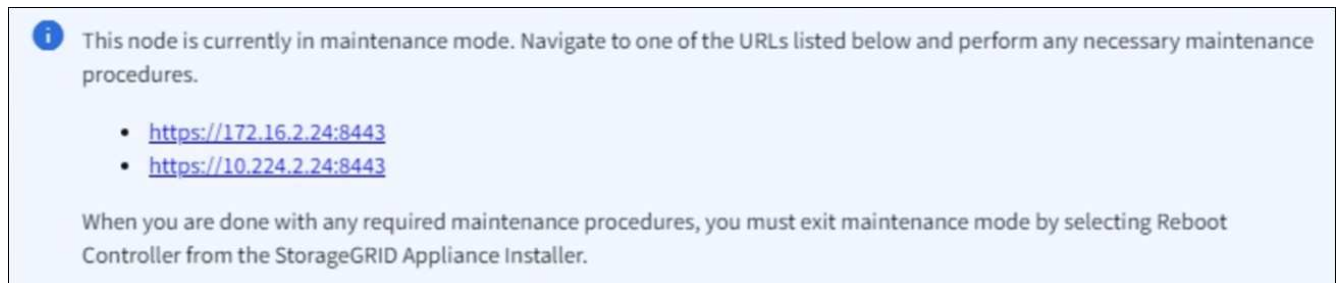 This node is currently in maintenance mode. Navigate to one of the URLs listed below and perform any necessary maintenance
procedures.
• https://172.16.2.24:8443
• https://10.224.2.24:8443
When you are done with any required maintenance procedures, you must exit maintenance mode by selecting Reboot
Controller from the StorageGRID Appliance Installer.